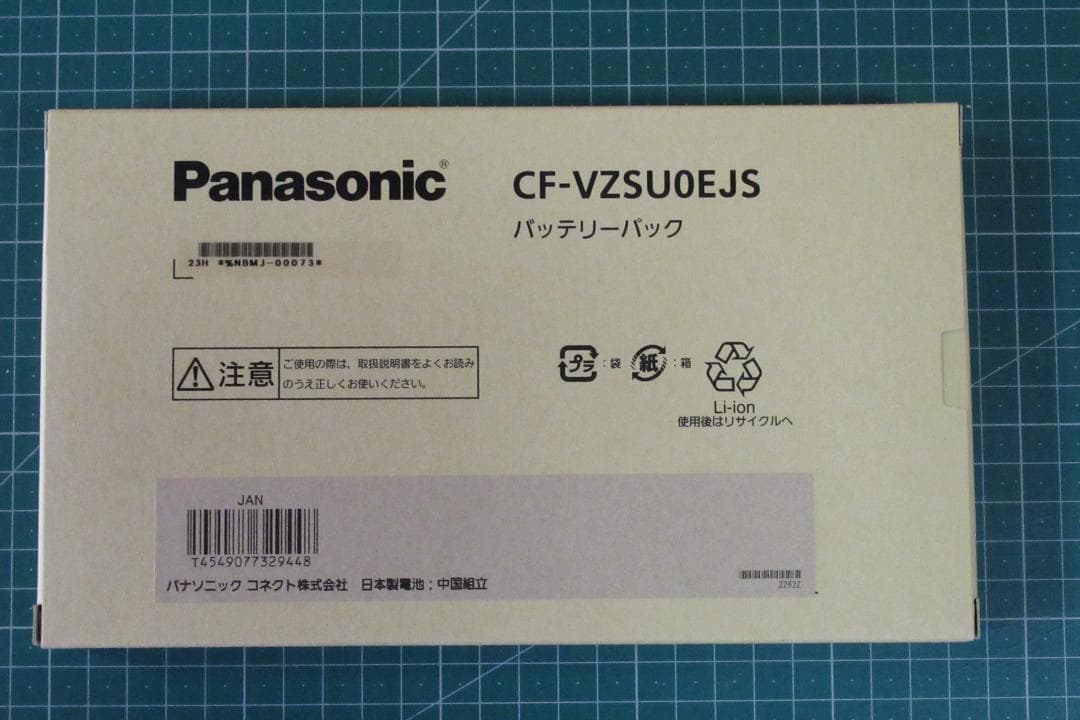 Panasonic®
CF-VZSU0EJS
バッテリーパック
23H *%NBMJ-00073*
注意
ご使用の際は、取扱説明書をよくお読み
のうえ正しくお使いください。
プラ : 袋 紙 : 箱
Li-ion
使用後はリサイクルへ
JAN
T4549077329448
パナソニック コネクト株式会社 日本製電池;中国組立
2262Z